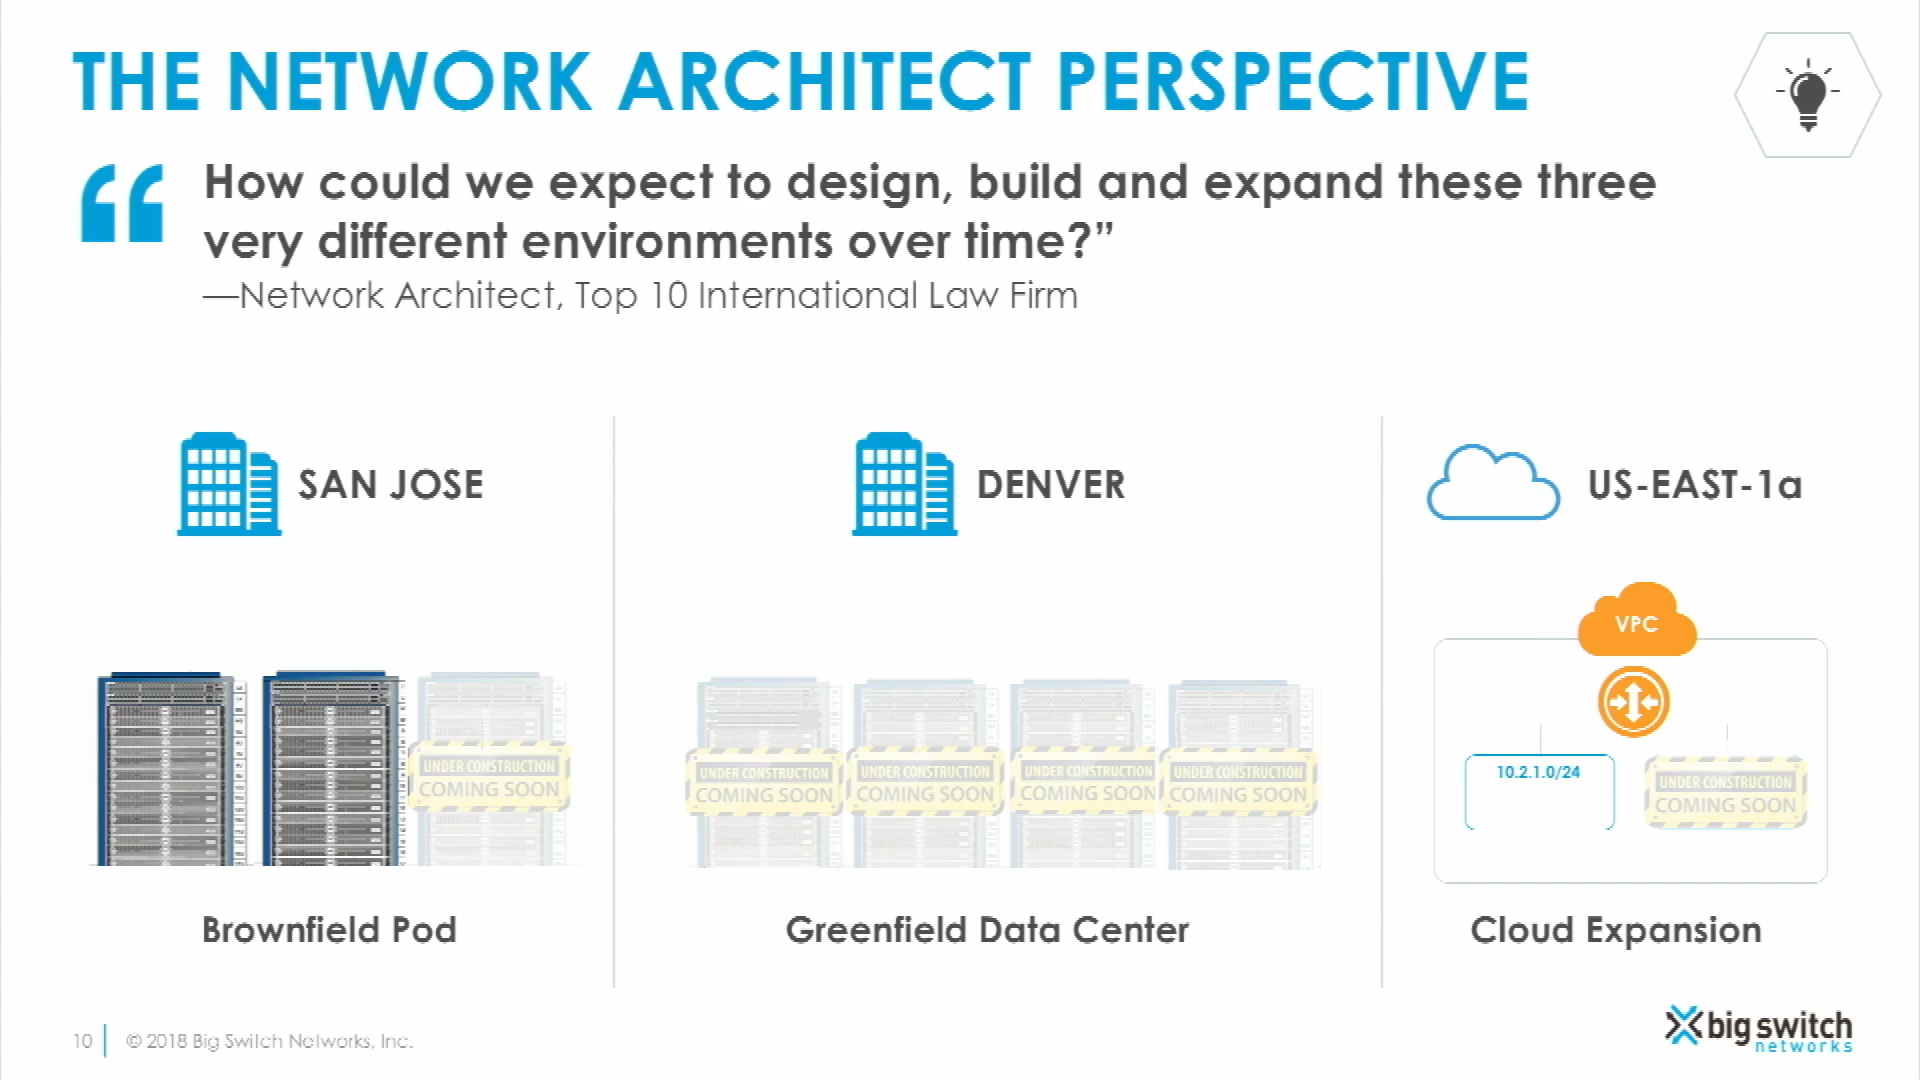 THE NETWORK ARCHITECT PERSPECTIVE
“How could we expect to design, build and expand these three
very different environments over time?”
—Network Architect, Top 10 International Law Firm
SAN JOSE
DENVER
US-EAST-1a
VPC
UNDER CONSTRUCTION
COMING SOON
UNDER CONSTRUCTION
COMING SOON
UNDER CONSTRUCTION
COMING SOON
UNDER CONSTRUCTION
COMING SOON
UNDER CONSTRUCTION
COMING SOON
10.2.1.0/24
UNDER CONSTRUCTION
COMING SOON
Brownfield Pod
Greenfield Data Center
Cloud Expansion
10
© 2018 Big Switch Networks, Inc.
big switch
networks